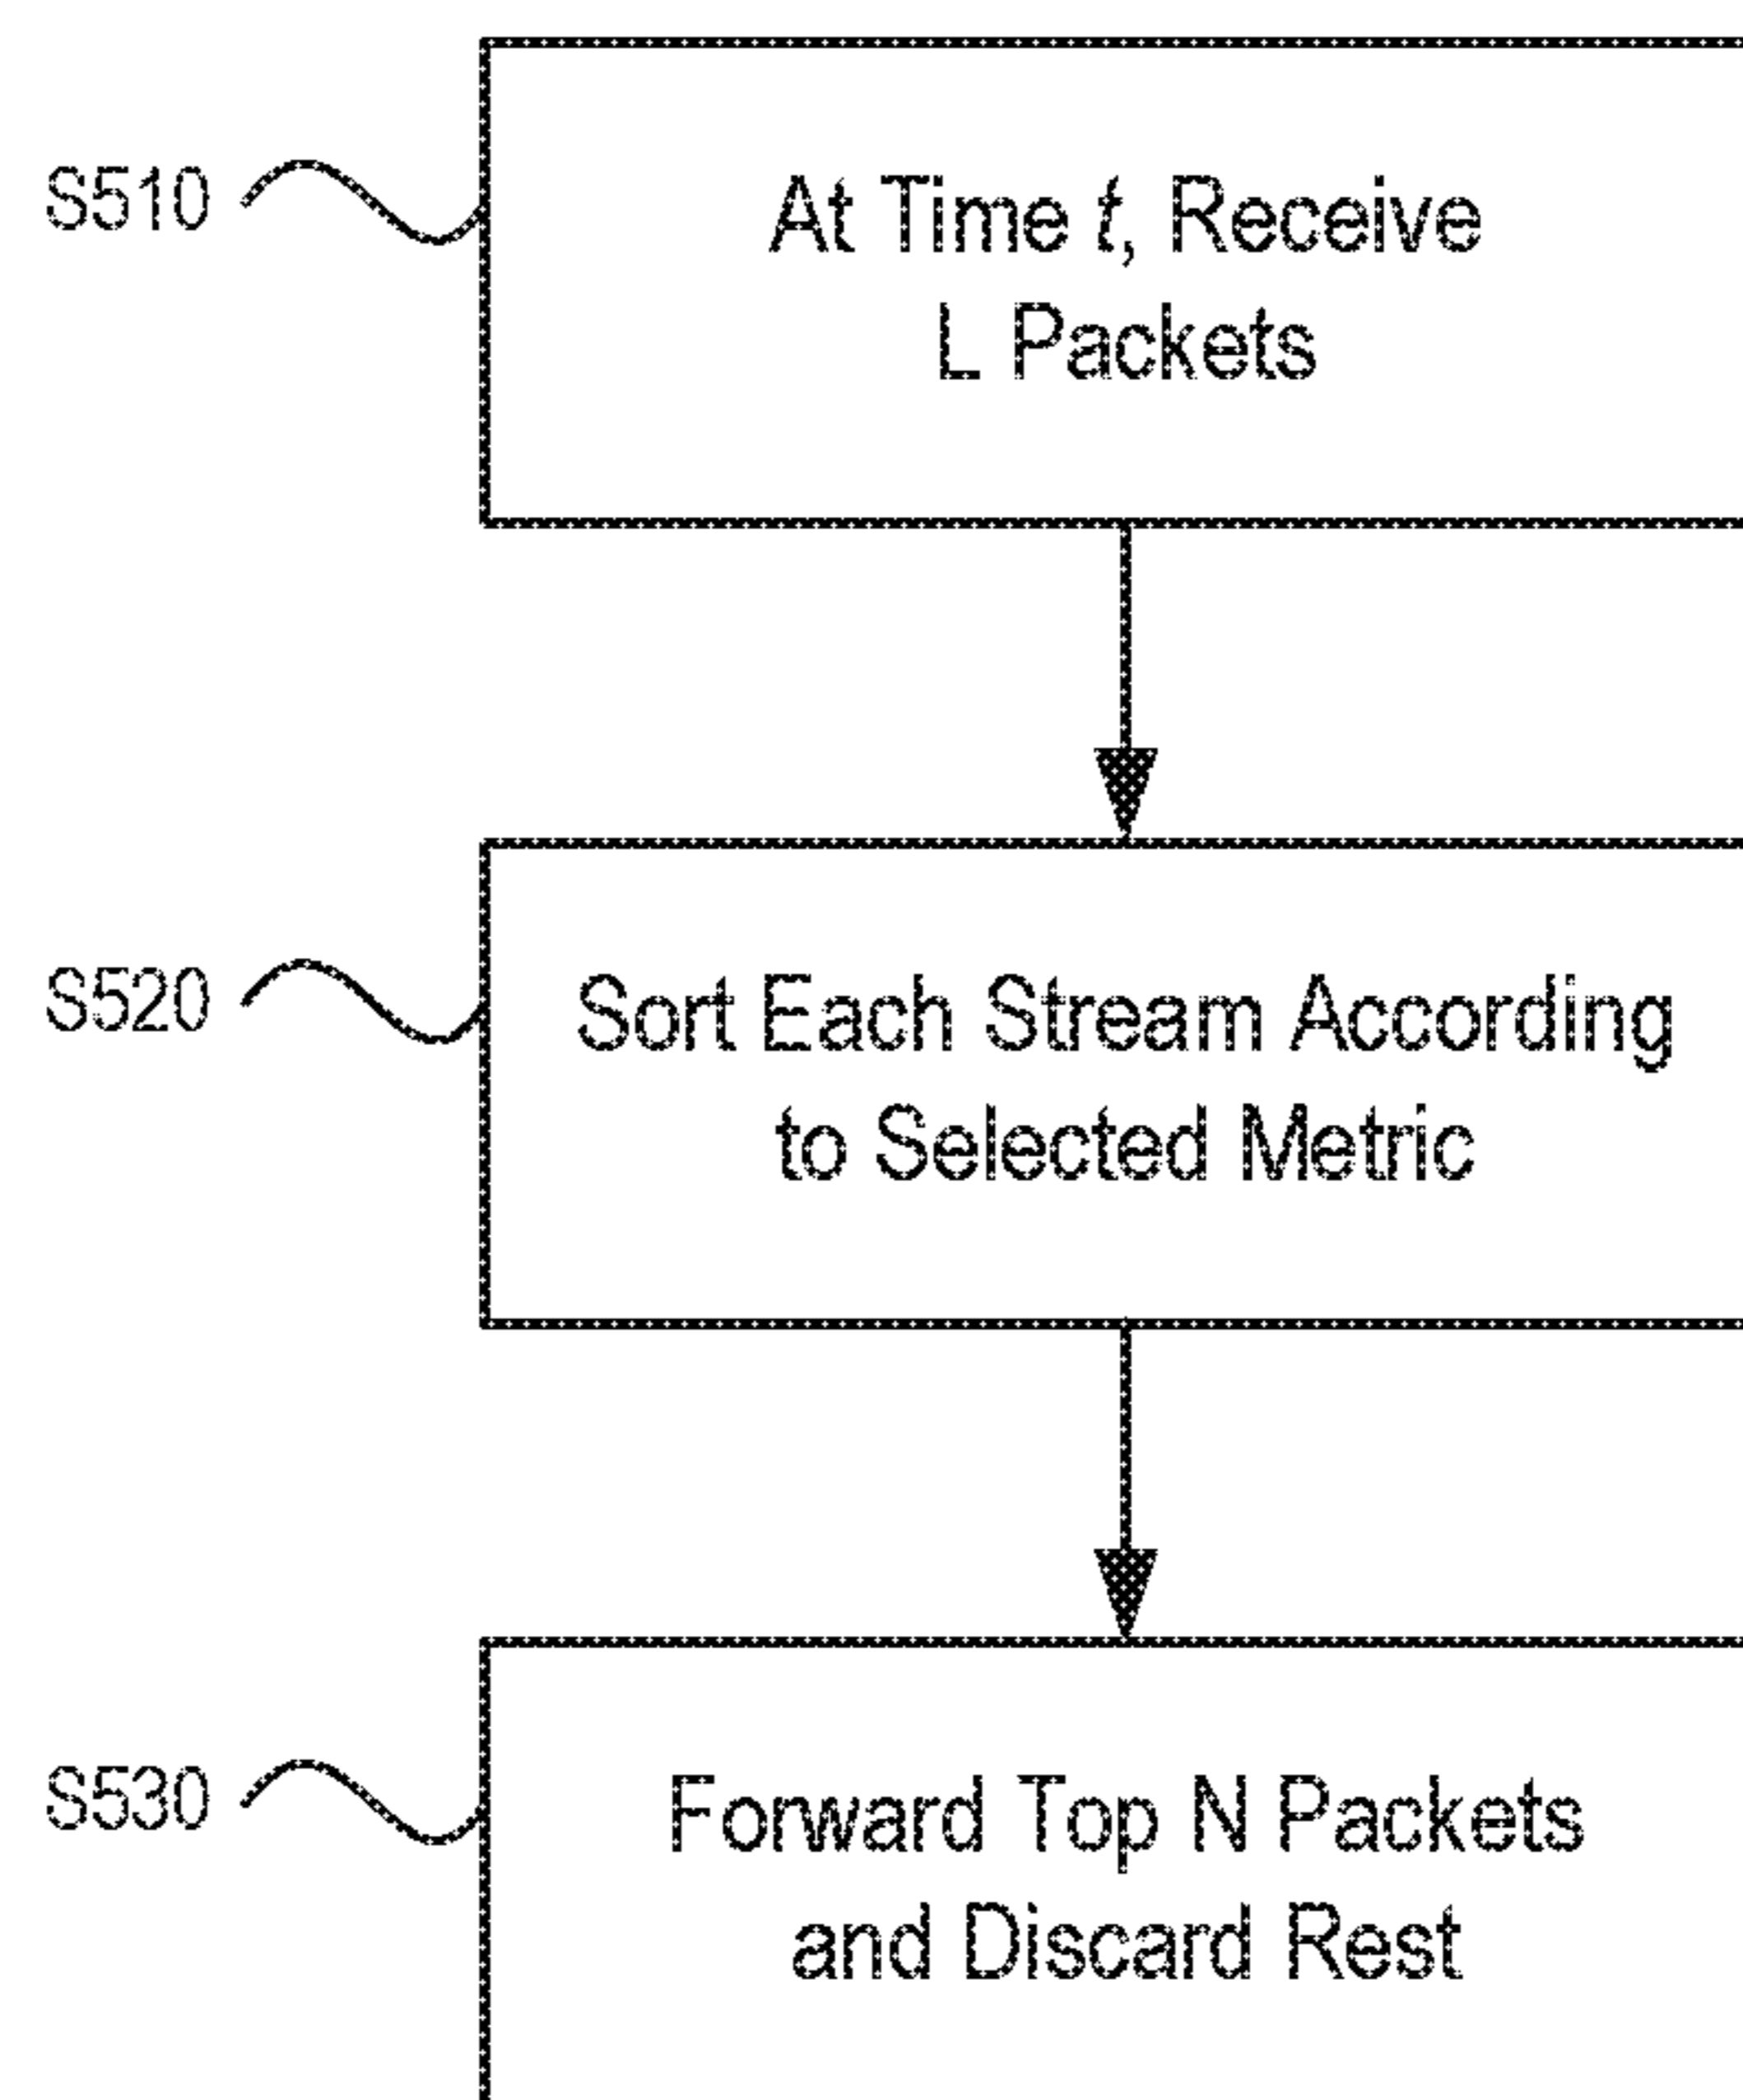 S510
At Time t, Receive
L Packets
S520
Sort Each Stream According
to Selected Metric
S530
Forward Top N Packets
and Discard Rest